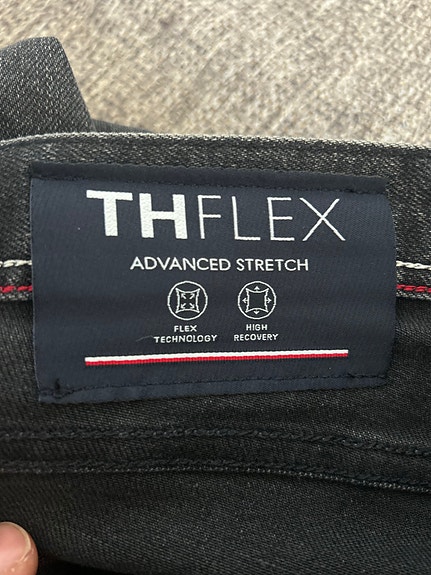 THFLEX
ADVANCED STRETCH
FLEX
TECHNOLOGY
HIGH
RECOVERY